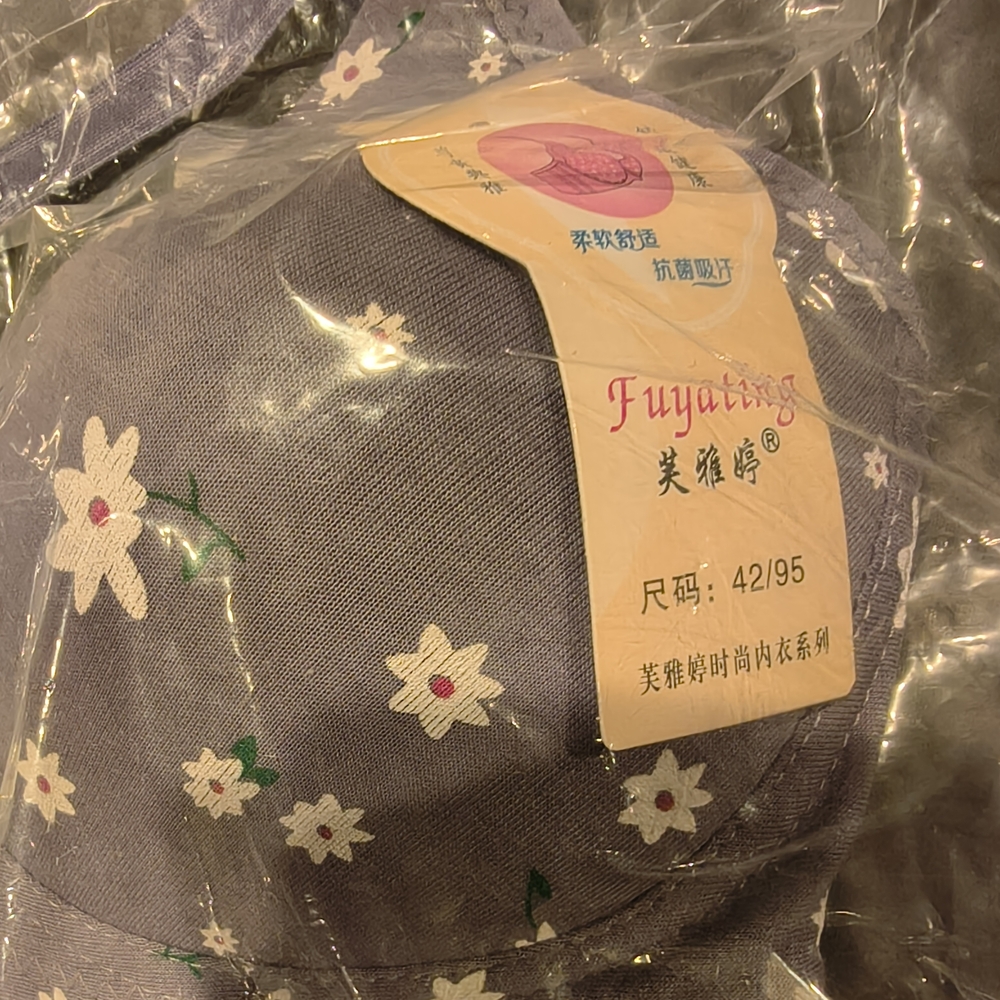 柔软舒适
抗菌吸汗
Fuyating
芙雅婷®
尺码：42/95
芙雅婷时尚内衣系列